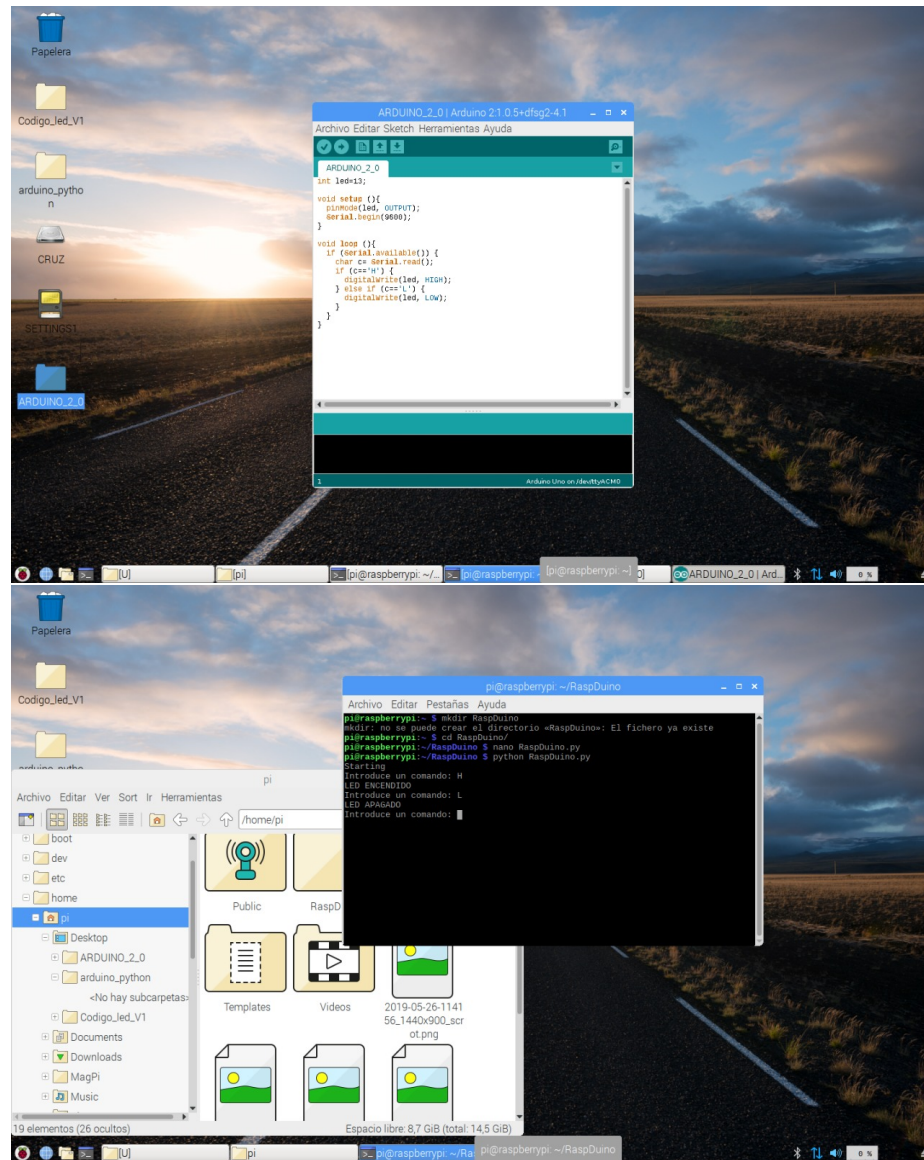 Papelera
Codigo_led_V1
arduino_pytho
n
CRUZ
SETTINGS1
ARDUINO_2_0
ARDUINO_2_0 | Arduino 2:1.0.5+dfsg2-4.1
Archivo Editar Sketch Herramientas Ayuda
ARDUINO_2_0
int led=13;
void setup (){
pinMode(led, OUTPUT);
Serial.begin(9600);
}
void loop (){
if (Serial.available()) {
char c= Serial.read();
if (c=='H') {
digitalWrite(led, HIGH);
} else if (c=='L') {
digitalWrite(led, LOW);
}
}
}
1
Arduino Uno on /dev/ttyACM0
[U]
[pi]
[pi@raspberrypi: ~/...
[pi@raspberrypi: ~
[pi@raspberrypi: ~]
0]
ARDUINO_2_0 | Ard...
0 %
Papelera
Codigo_led_V1
arduino_pytho
pi
Archivo Editar Ver Sort Ir Herramientas
/home/pi
boot
dev
etc
home
pi
Desktop
ARDUINO_2_0
arduino_python
<No hay subcarpetas>
Codigo_led_V1
Documents
Downloads
MagPi
Music
Public
RaspD
Templates
Videos
2019-05-26-1141
56_1440x900_scr
ot.png
19 elementos (26 ocultos)
Espacio libre: 8,7 GiB (total: 14,5 GiB)
pi@raspberrypi: ~/RaspDuino
Archivo Editar Pestañas Ayuda
pi@raspberrypi:~ $ mkdir RaspDuino
mkdir: no se puede crear el directorio «RaspDuino»: El fichero ya existe
pi@raspberrypi:~ $ cd RaspDuino/
pi@raspberrypi:~/RaspDuino $ nano RaspDuino.py
pi@raspberrypi:~/RaspDuino $ python RaspDuino.py
Starting
Introduce un comando: H
LED ENCENDIDO
Introduce un comando: L
LED APAGADO
Introduce un comando:
[U]
pi
pi@raspberrypi: ~/Ra
pi@raspberrypi: ~/RaspDuino
0 %